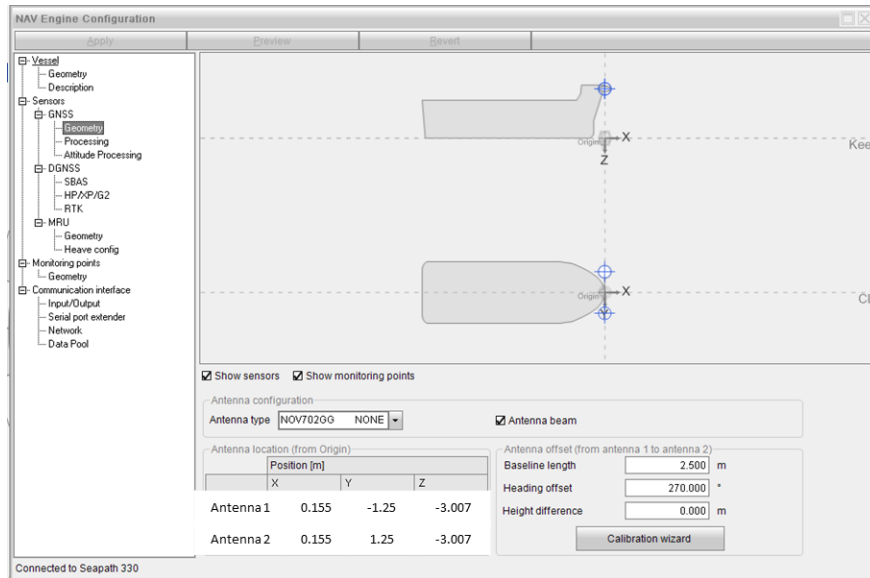 NAV Engine Configuration
Apply Preview Revert
Vessel
Geometry
Description
Sensors
GNSS
Geometry
Processing
Attitude Processing
DGNSS
SBAS
HP/XP/G2
RTK
MRU
Geometry
Heave config
Monitoring points
Geometry
Communication interface
Input/Output
Serial port extender
Network
Data Pool
Origin X
Z
Kee
Origin X
Y
CL
Show sensors Show monitoring points
Antenna configuration
Antenna type NOV702GG NONE Antenna beam
Antenna location (from Origin)
Position [m]
X Y Z
Antenna 1 0.155 -1.25 -3.007
Antenna 2 0.155 1.25 -3.007
Antenna offset (from antenna 1 to antenna 2)
Baseline length 2.500 m
Heading offset 270.000 °
Height difference 0.000 m
Calibration wizard
Connected to Seapath 330